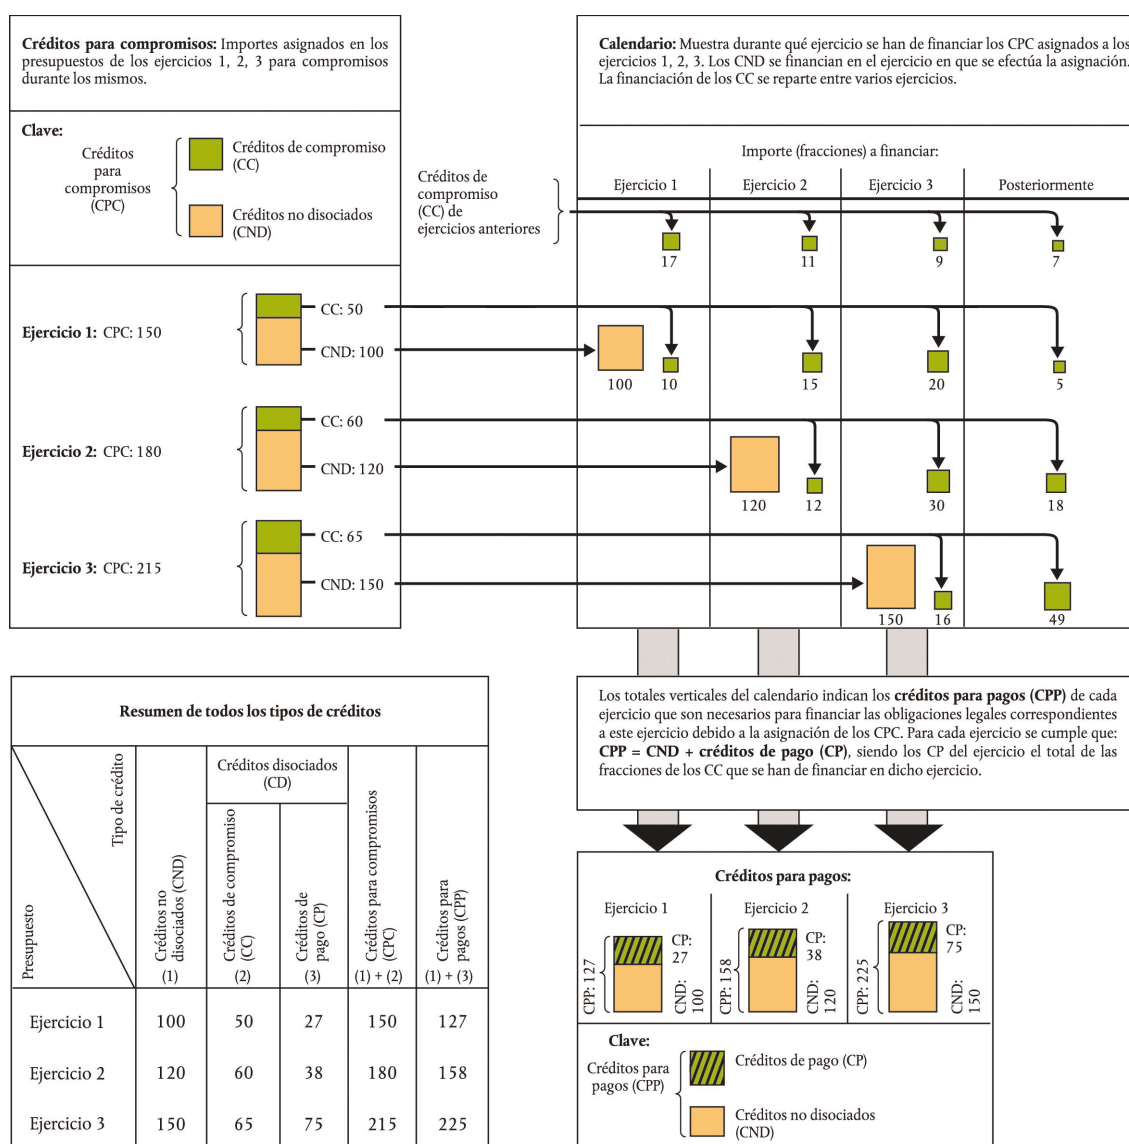 Créditos para compromisos: Importes asignados en los
presupuestos de los ejercicios 1, 2, 3 para compromisos
durante los mismos.
Clave:
Créditos
para
compromisos
(CPC)
Créditos de compromiso
(CC)
Créditos no disociados
(CND)
Ejercicio 1: CPC: 150
CC: 50
CND: 100
Ejercicio 2: CPC: 180
CC: 60
CND: 120
Ejercicio 3: CPC: 215
CC: 65
CND: 150
Calendario: Muestra durante qué ejercicio se han de financiar los CPC asignados a los
ejercicios 1, 2, 3. Los CND se financian en el ejercicio en que se efectúa la asignación.
La financiación de los CC se reparte entre varios ejercicios.
Importe (fracciones) a financiar:
Ejercicio 1 Ejercicio 2 Ejercicio 3 Posteriormente
Créditos de
compromiso
(CC) de
ejercicios anteriores
17 11 9 7
100 10 15 20 5
120 12 30 18
150 16 49
Los totales verticales del calendario indican los créditos para pagos (CPP) de cada
ejercicio que son necesarios para financiar las obligaciones legales correspondientes
a este ejercicio debido a la asignación de los CPC. Para cada ejercicio se cumple que:
CPP = CND + créditos de pago (CP), siendo los CP del ejercicio el total de las
fracciones de los CC que se han de financiar en dicho ejercicio.
Resumen de todos los tipos de créditos
Presupuesto
Tipo de crédito
Créditos no
disociados (CND)
(1)
Créditos disociados
(CD)
Créditos de compromiso
(CC)
(2)
Créditos de
pago (CP)
(3)
Créditos para compromisos
(CPC)
(1) + (2)
Créditos para
pagos (CPP)
(1) + (3)
Ejercicio 1 100 50 27 150 127
Ejercicio 2 120 60 38 180 158
Ejercicio 3 150 65 75 215 225
Créditos para pagos:
Ejercicio 1
CPP: 127
CP:
27
CND:
100
Ejercicio 2
CPP: 158
CP:
38
CND:
120
Ejercicio 3
CPP: 225
CP:
75
CND:
150
Clave:
Créditos para
pagos (CPP)
Créditos de pago (CP)
Créditos no disociados
(CND)